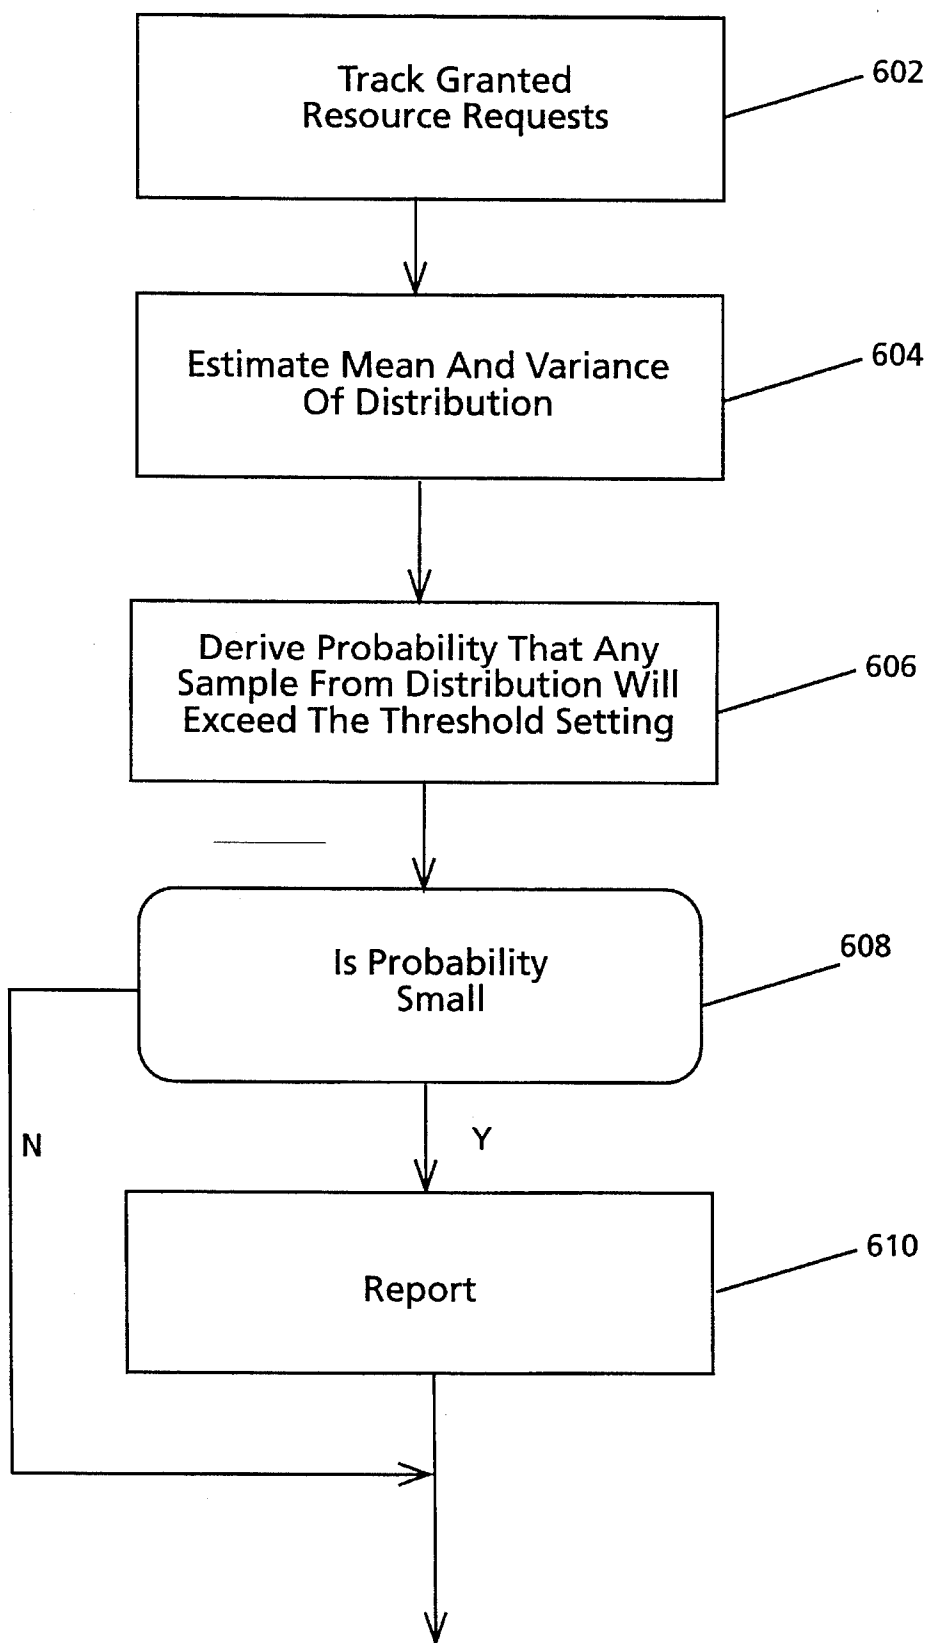 Track Granted
Resource Requests
602
Estimate Mean And Variance
Of Distribution
604
Derive Probability That Any
Sample From Distribution Will
Exceed The Threshold Setting
606
Is Probability
Small
608
N
Y
Report
610